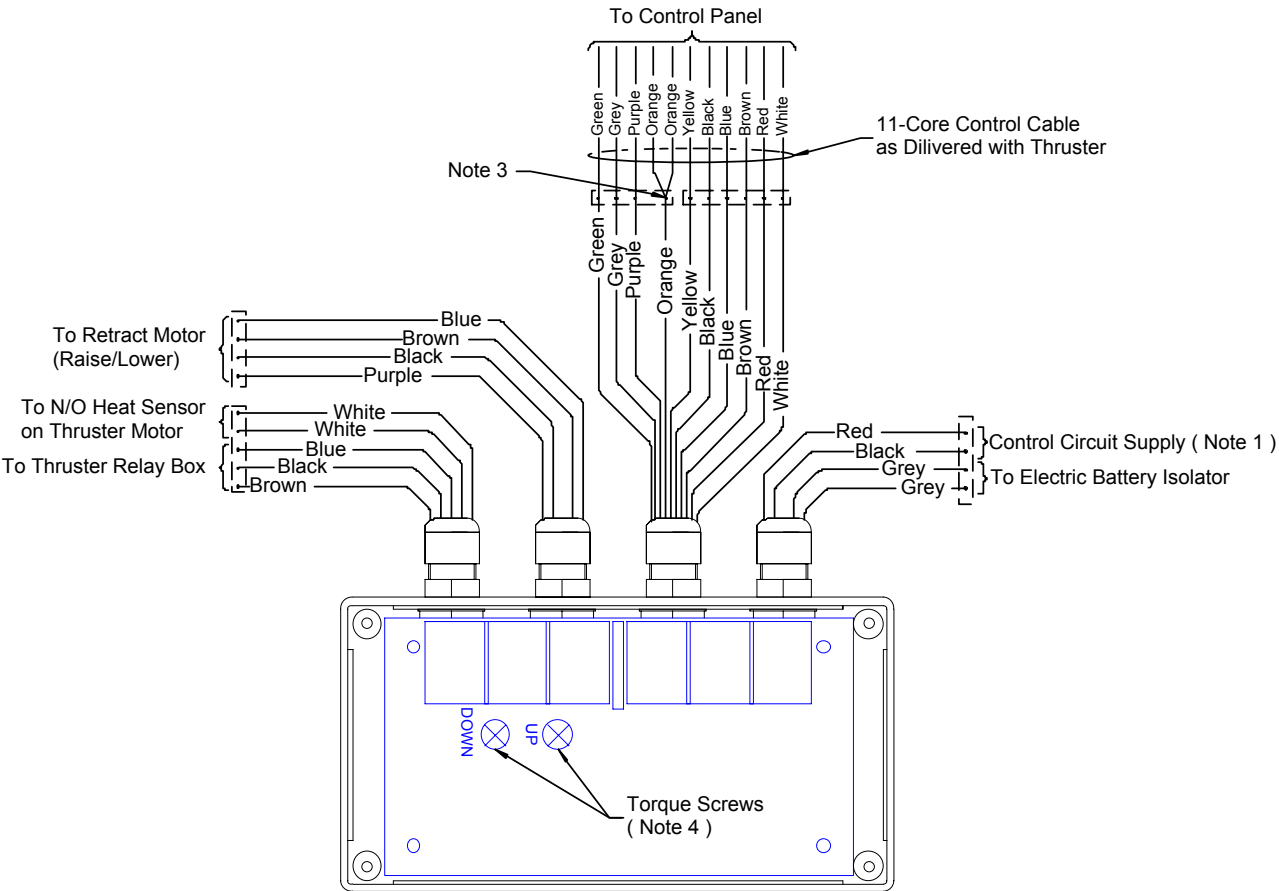 To Control Panel
Green
Grey
Purple
Orange
Orange
Yellow
Black
Blue
Brown
Red
White
11-Core Control Cable
as Dilivered with Thruster
Note 3
Green
Grey
Purple
Orange
Yellow
Black
Blue
Brown
Red
White
To Retract Motor
(Raise/Lower)
Blue
Brown
Black
Purple
To N/O Heat Sensor
on Thruster Motor
White
White
To Thruster Relay Box
Blue
Black
Brown
Red
Black
Grey
Grey
Control Circuit Supply ( Note 1 )
To Electric Battery Isolator
DOWN
UP
Torque Screws
( Note 4 )